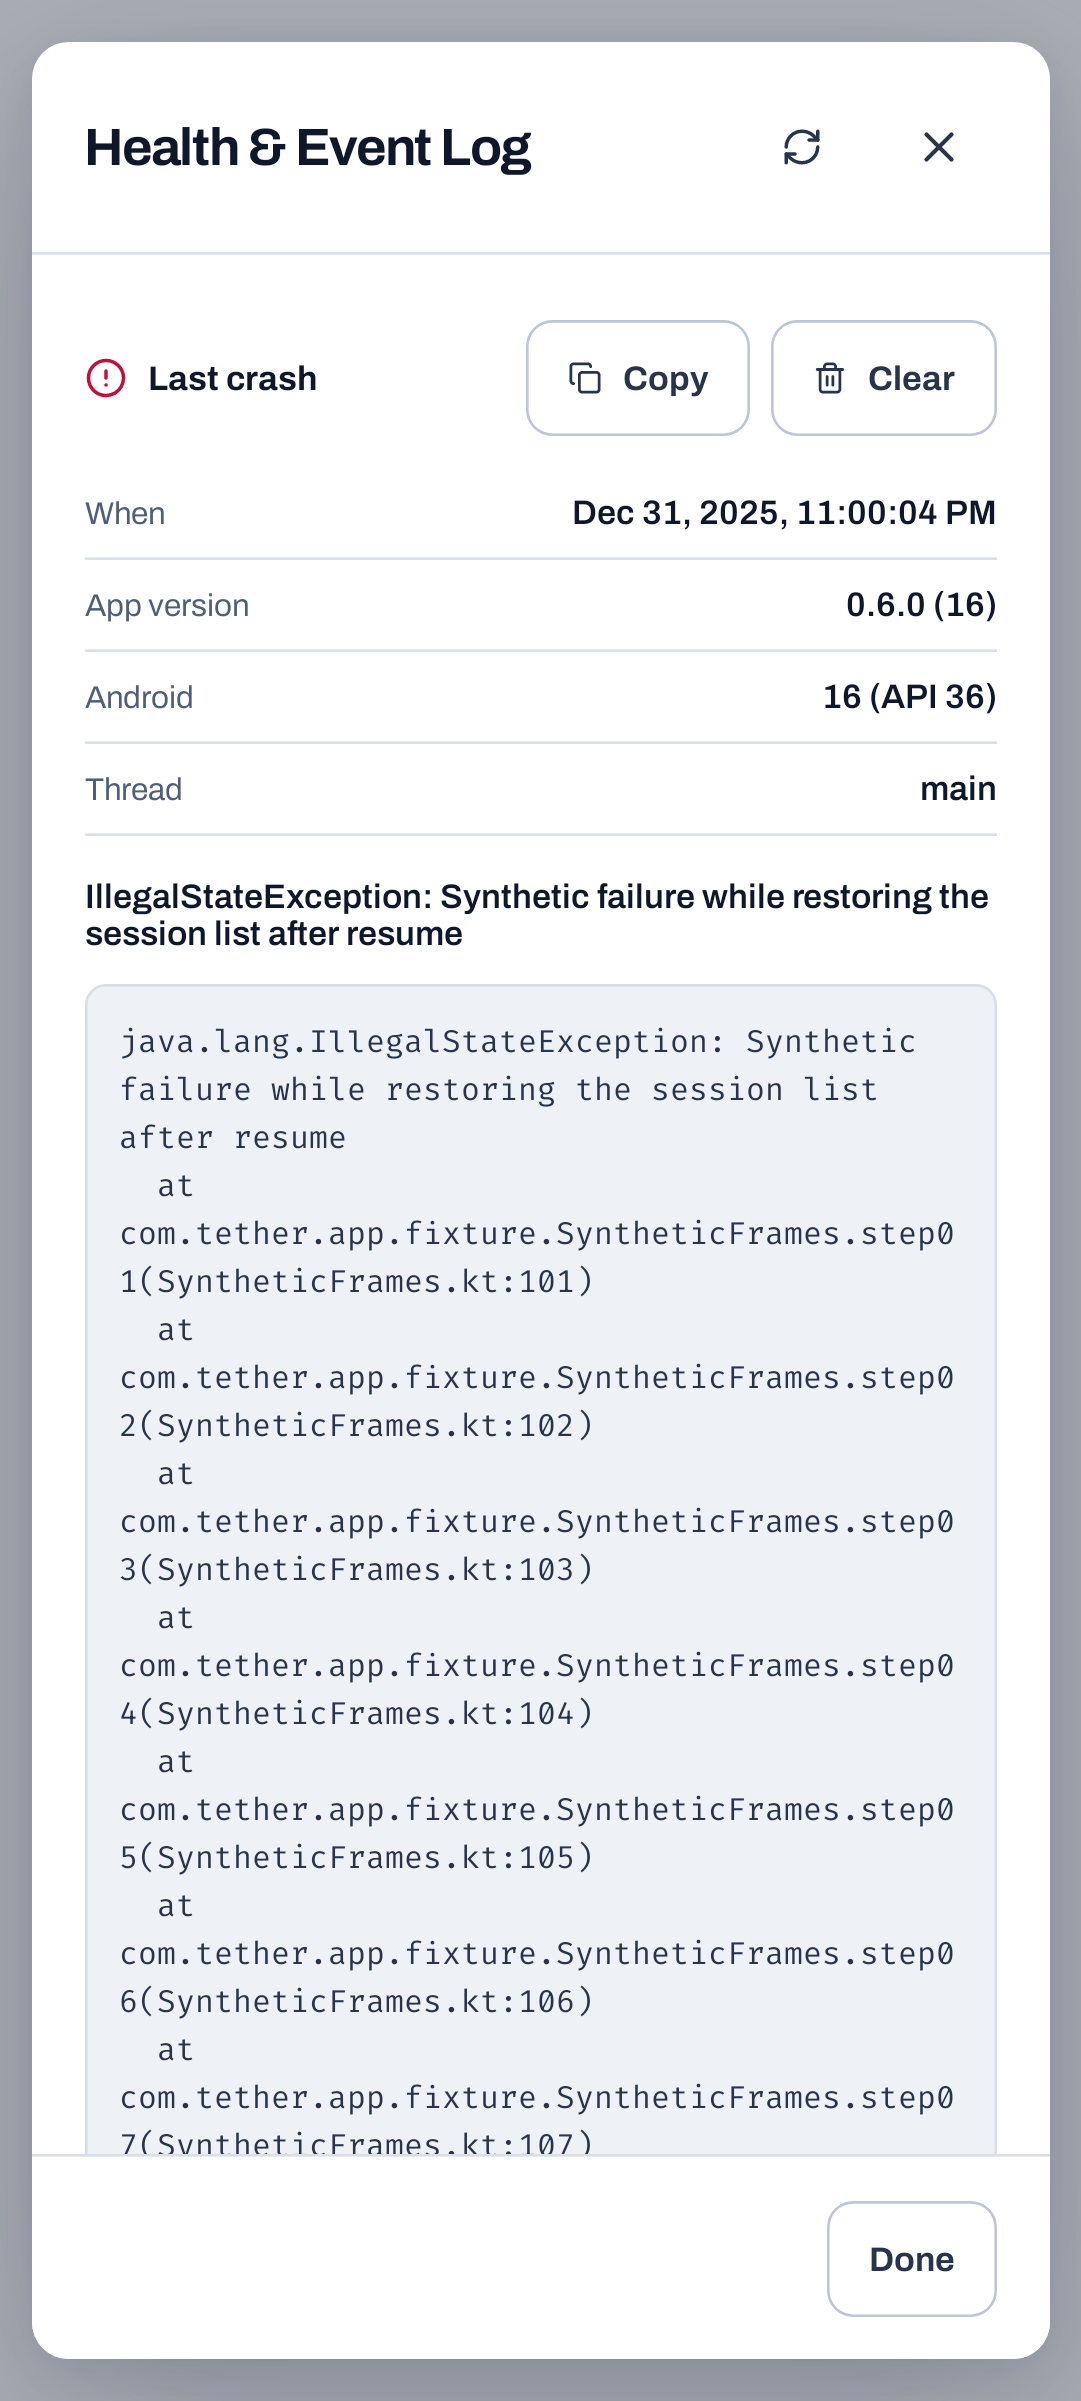 Health & Event Log
Last crash
Copy
Clear
When
Dec 31, 2025, 11:00:04 PM
App version
0.6.0 (16)
Android
16 (API 36)
Thread
main
IllegalStateException: Synthetic failure while restoring the
session list after resume
java.lang.IllegalStateException: Synthetic
failure while restoring the session list
after resume
  at
com.tether.app.fixture.SyntheticFrames.step0
1(SyntheticFrames.kt:101)
  at
com.tether.app.fixture.SyntheticFrames.step0
2(SyntheticFrames.kt:102)
  at
com.tether.app.fixture.SyntheticFrames.step0
3(SyntheticFrames.kt:103)
  at
com.tether.app.fixture.SyntheticFrames.step0
4(SyntheticFrames.kt:104)
  at
com.tether.app.fixture.SyntheticFrames.step0
5(SyntheticFrames.kt:105)
  at
com.tether.app.fixture.SyntheticFrames.step0
6(SyntheticFrames.kt:106)
  at
com.tether.app.fixture.SyntheticFrames.step0
7(SyntheticFrames.kt:107)
Done